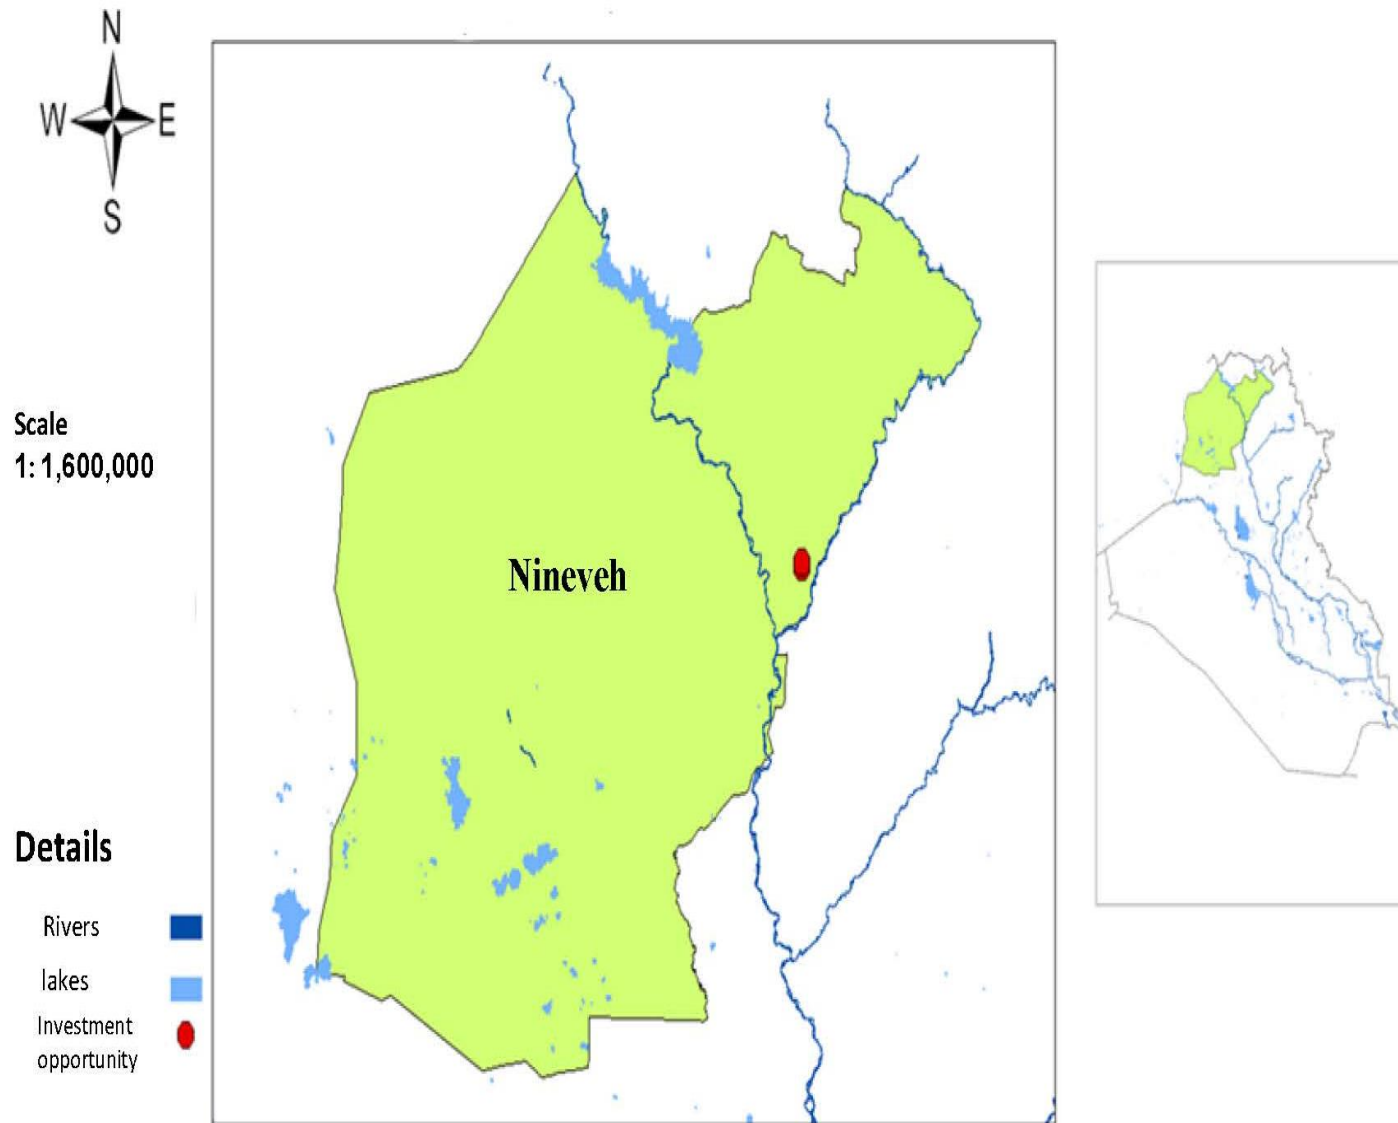 N
W E
S
Scale
1: 1,600,000
Nineveh
Details
Rivers
lakes
Investment
opportunity